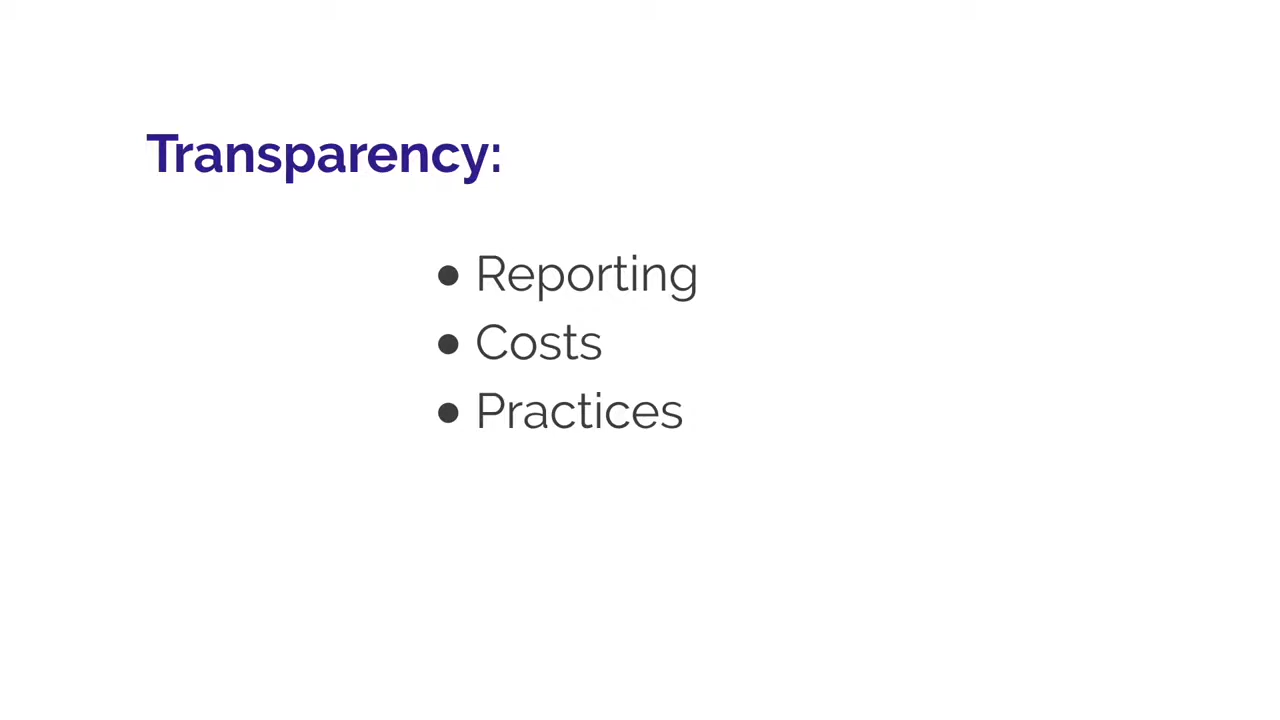 Transparency:
● Reporting
● Costs
● Practices